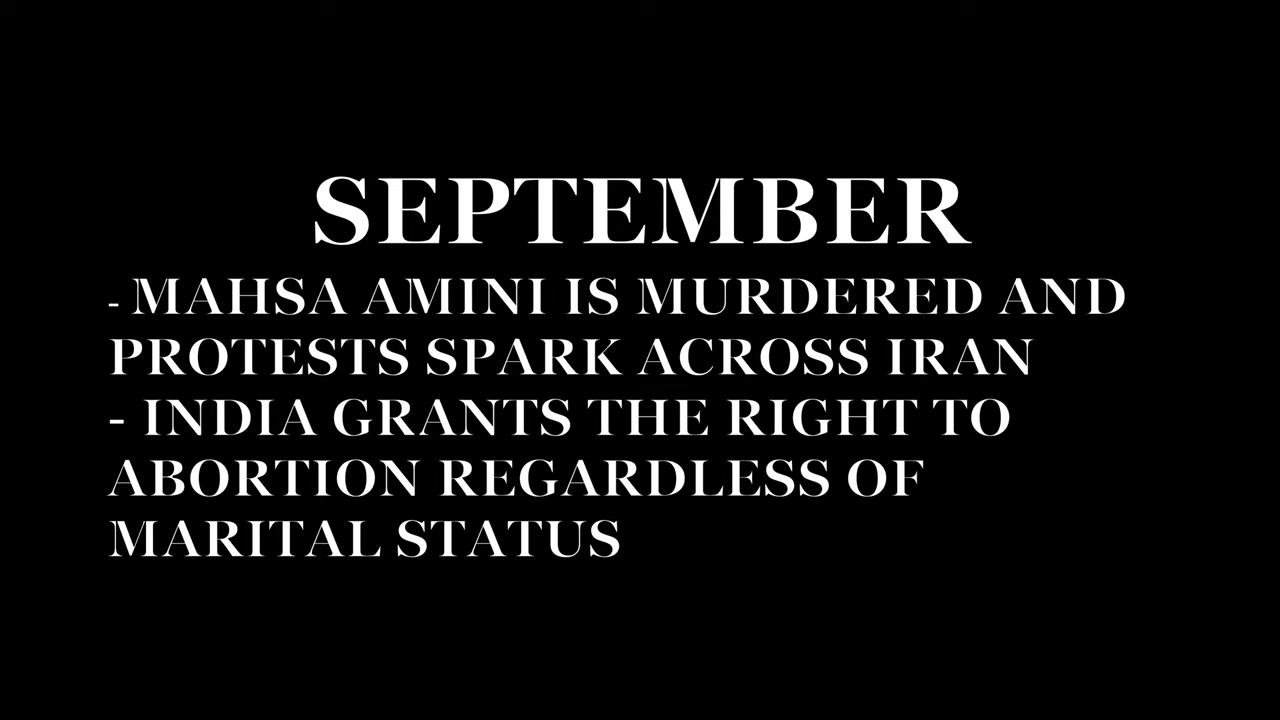 SEPTEMBER
- MAHSA AMINI IS MURDERED AND
PROTESTS SPARK ACROSS IRAN
- INDIA GRANTS THE RIGHT TO
ABORTION REGARDLESS OF
MARITAL STATUS